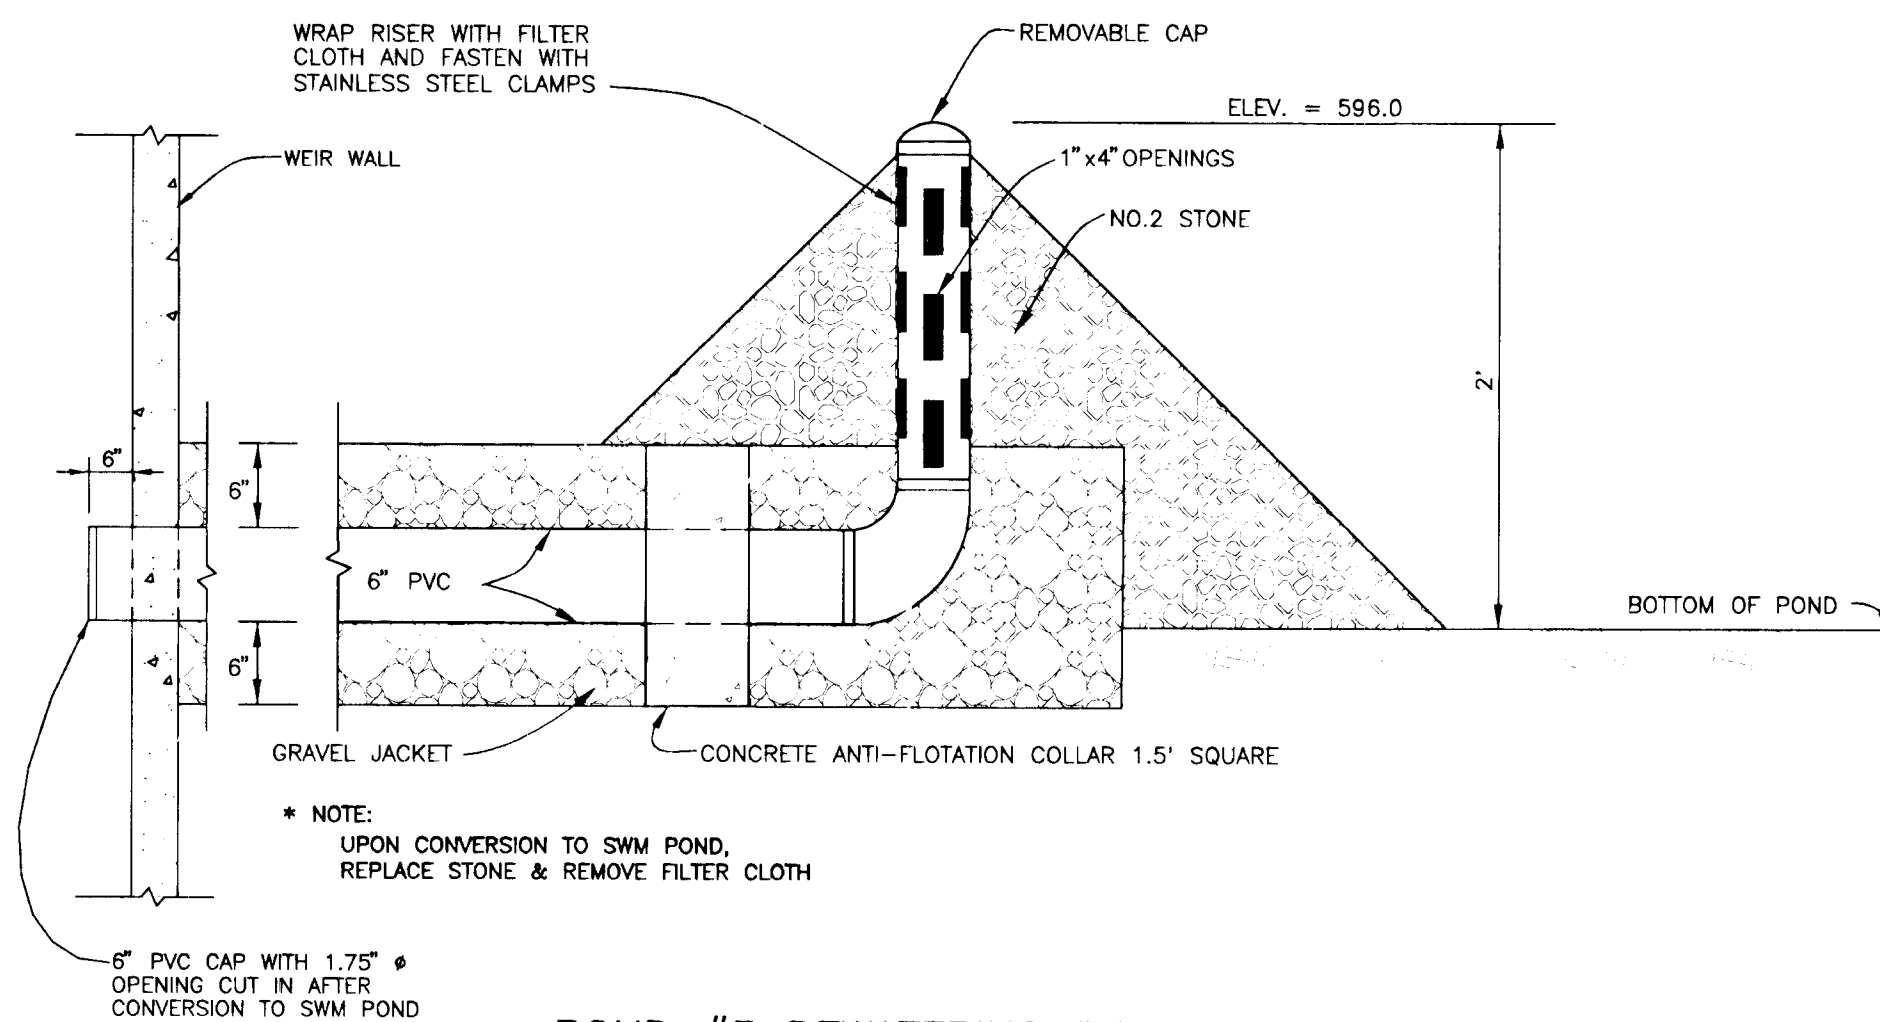 WRAP RISER WITH FILTER
CLOTH AND FASTEN WITH
STAINLESS STEEL CLAMPS
REMOVABLE CAP
ELEV. = 596.0
WEIR WALL
1"x4" OPENINGS
NO.2 STONE
2'
6"
6"
6" PVC
6"
BOTTOM OF POND
GRAVEL JACKET
CONCRETE ANTI-FLOTATION COLLAR 1.5' SQUARE
* NOTE:
UPON CONVERSION TO SWM POND,
REPLACE STONE & REMOVE FILTER CLOTH
6" PVC CAP WITH 1.75" ø
OPENING CUT IN AFTER
CONVERSION TO SWM POND